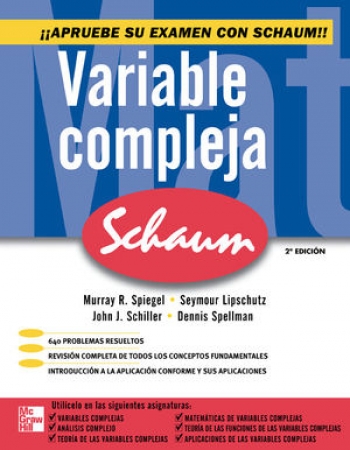 ¡¡APRUEBE SU EXAMEN CON SCHAUM!!
Mat
Variable
compleja
Schaum
2ª EDICIÓN
Murray R. Spiegel • Seymour Lipschutz
John J. Schiller • Dennis Spellman
640 PROBLEMAS RESUELTOS
REVISIÓN COMPLETA DE TODOS LOS CONCEPTOS FUNDAMENTALES
INTRODUCCIÓN A LA APLICACIÓN CONFORME Y SUS APLICACIONES
Mc
Graw
Hill
Utilícelo en las siguientes asignaturas:
VARIABLES COMPLEJAS
ANÁLISIS COMPLEJO
TEORÍA DE LAS VARIABLES COMPLEJAS
MATEMÁTICAS DE VARIABLES COMPLEJAS
TEORÍA DE LAS FUNCIONES DE LAS VARIABLES COMPLEJAS
APLICACIONES DE LAS VARIABLES COMPLEJAS